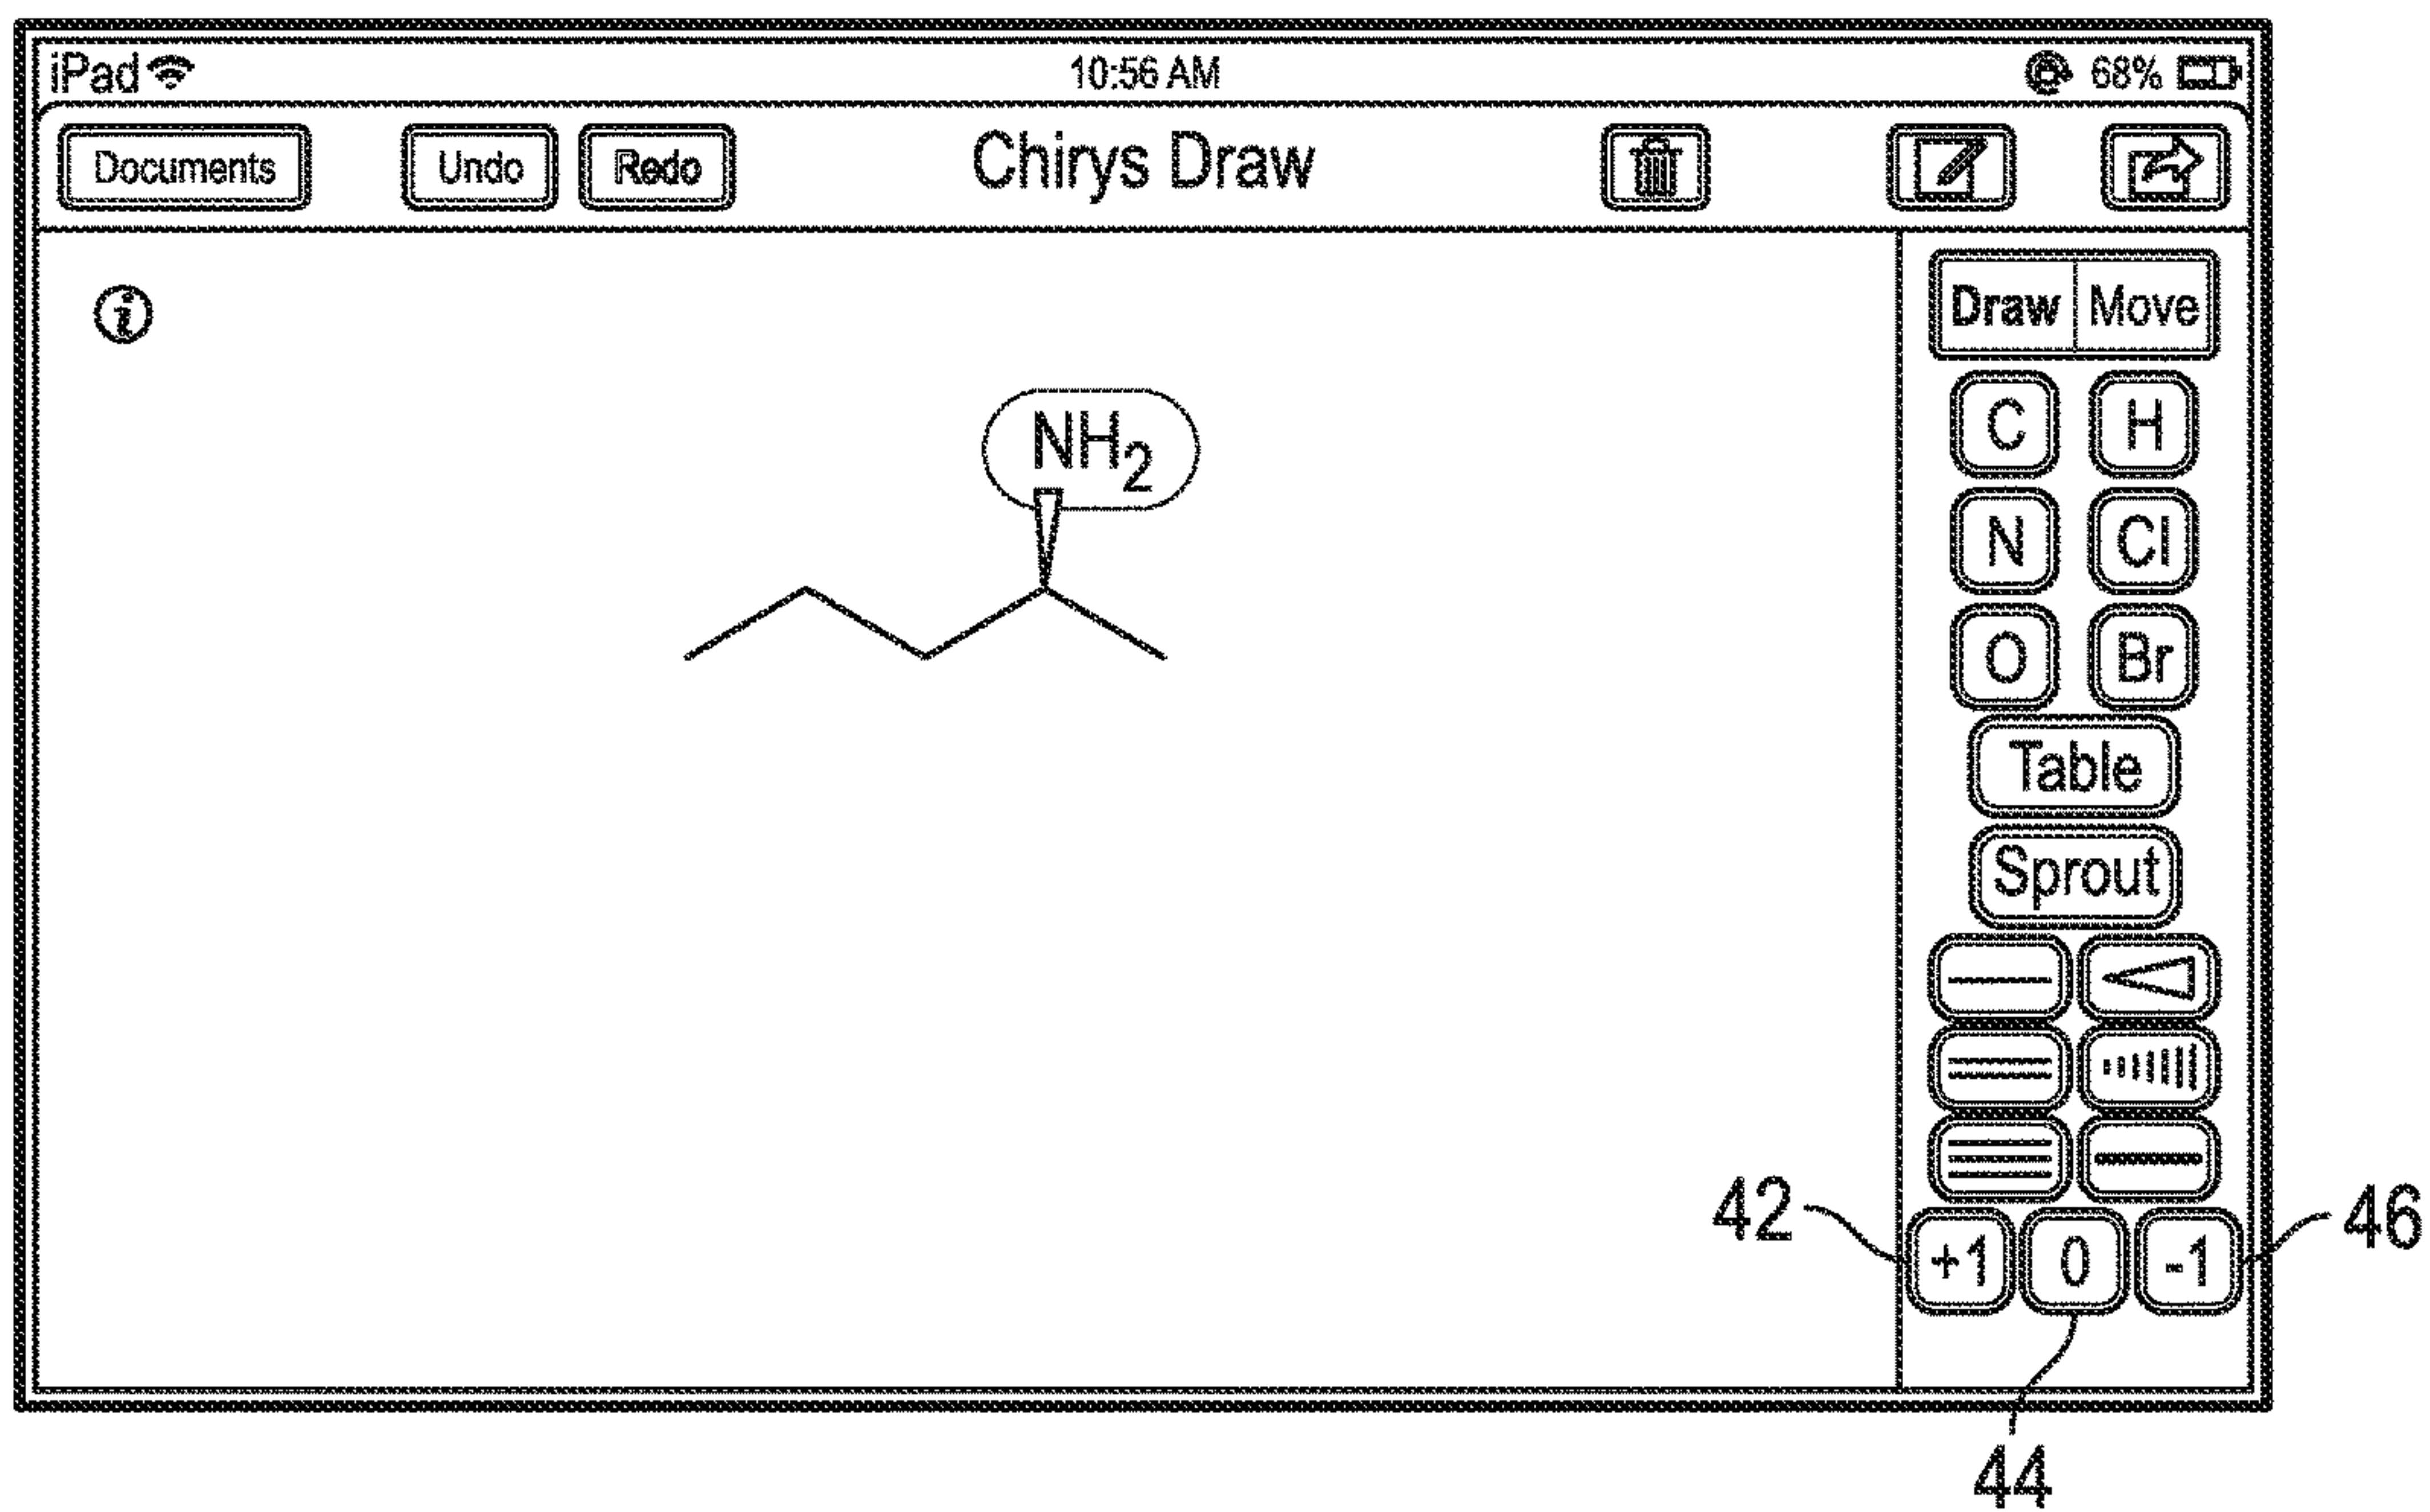 iPad 10:56 AM 68%
Documents Undo Redo Chirys Draw
i
Draw Move
NH2
C H
N Cl
O Br
Table
Sprout
42 +1 0 -1 46
44